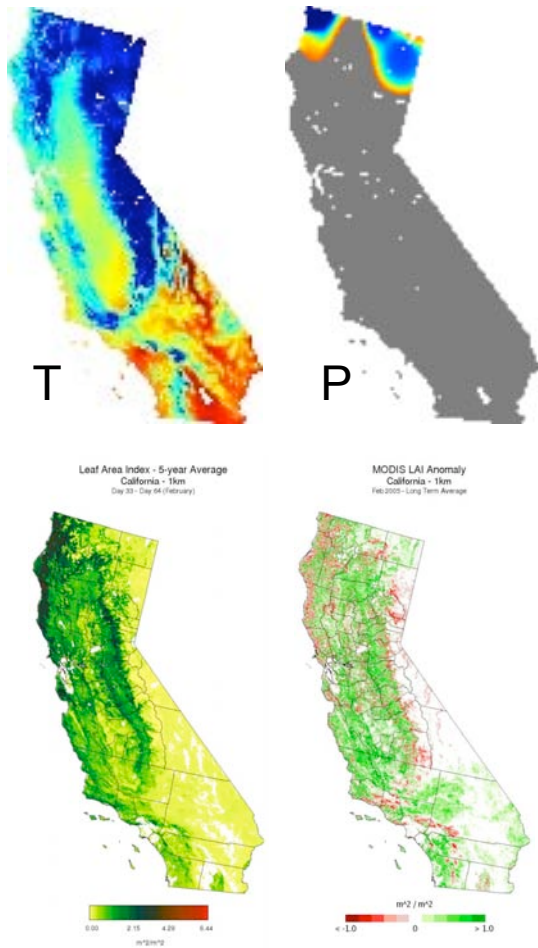 T
P
Leaf Area Index - 5-year Average
California - 1km
Day 33 - Day 64 (February)
MODIS LAI Anomaly
California - 1km
Feb 2005 - Long Term Average
0.00 2.15 4.29 6.44
m^2/m^2
m^2 / m^2
< -1.0 0 > 1.0